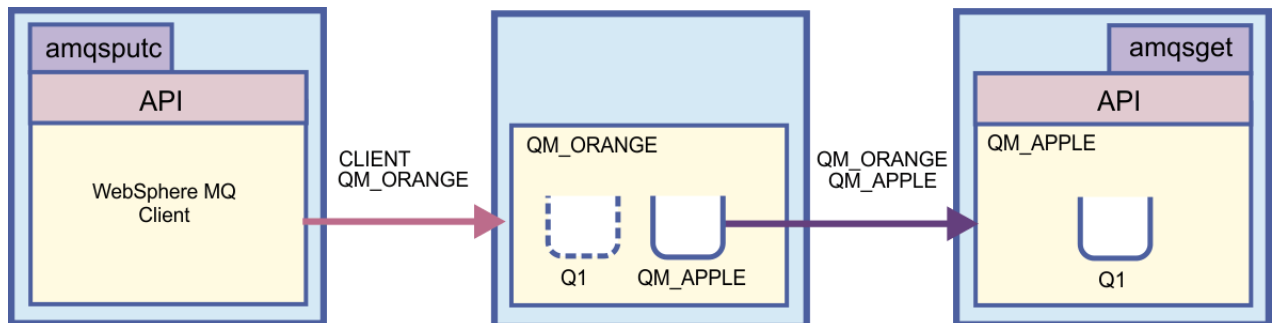 amqsputc
API
WebSphere MQ
Client
CLIENT
QM_ORANGE
QM_ORANGE
Q1
QM_APPLE
QM_ORANGE
QM_APPLE
amqsget
API
QM_APPLE
Q1